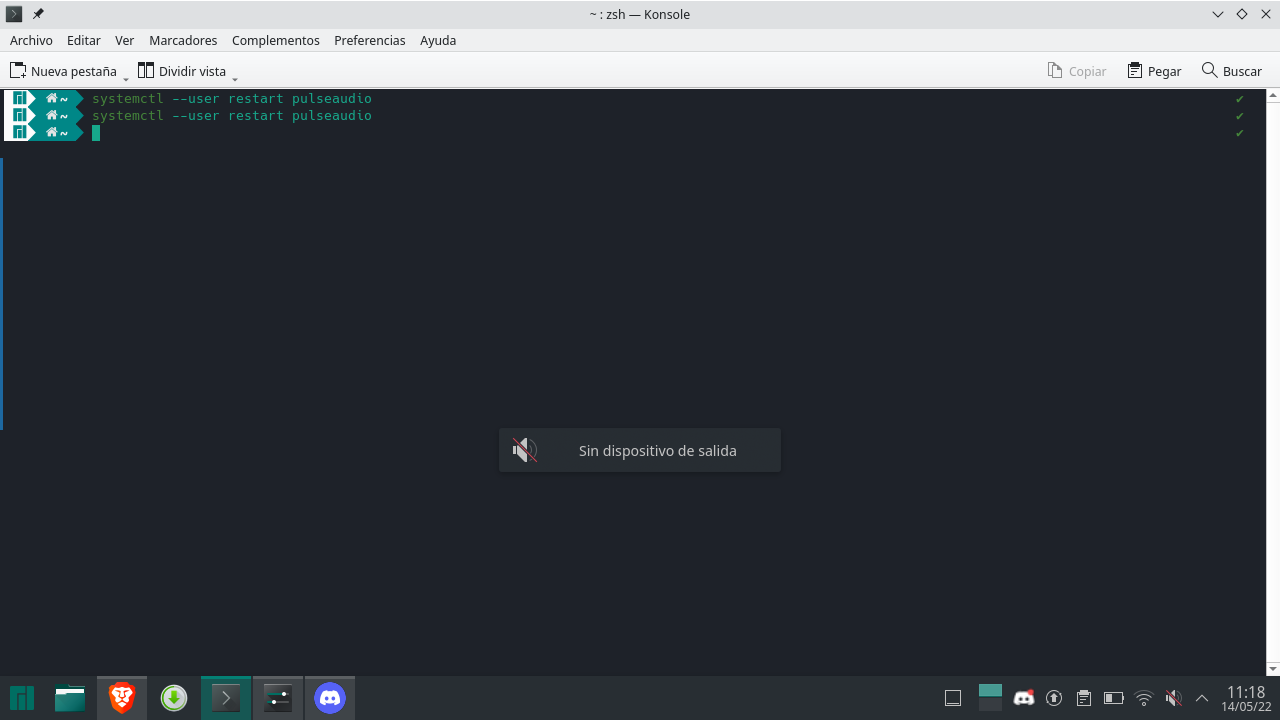 ~ : zsh — Konsole
Archivo Editar Ver Marcadores Complementos Preferencias Ayuda
Nueva pestaña Dividir vista Copiar Pegar Buscar
~ systemctl --user restart pulseaudio ✔
~ systemctl --user restart pulseaudio ✔
~ ✔
Sin dispositivo de salida
11:18
14/05/22